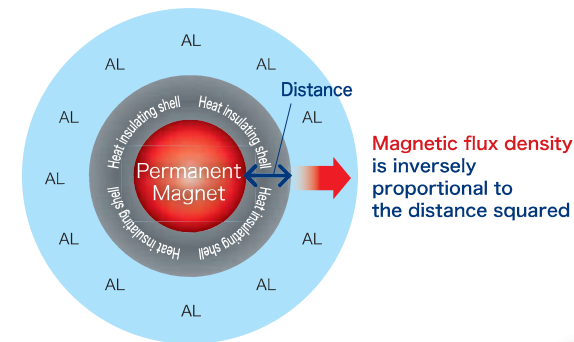 AL
AL
AL
Distance
AL
AL
Heat insulating shell
Heat insulating shell
Permanent
Magnet
Magnetic flux density
is inversely
proportional to
the distance squared
AL
Heat insulating shell
Heat insulating shell
AL
AL
AL
AL
AL